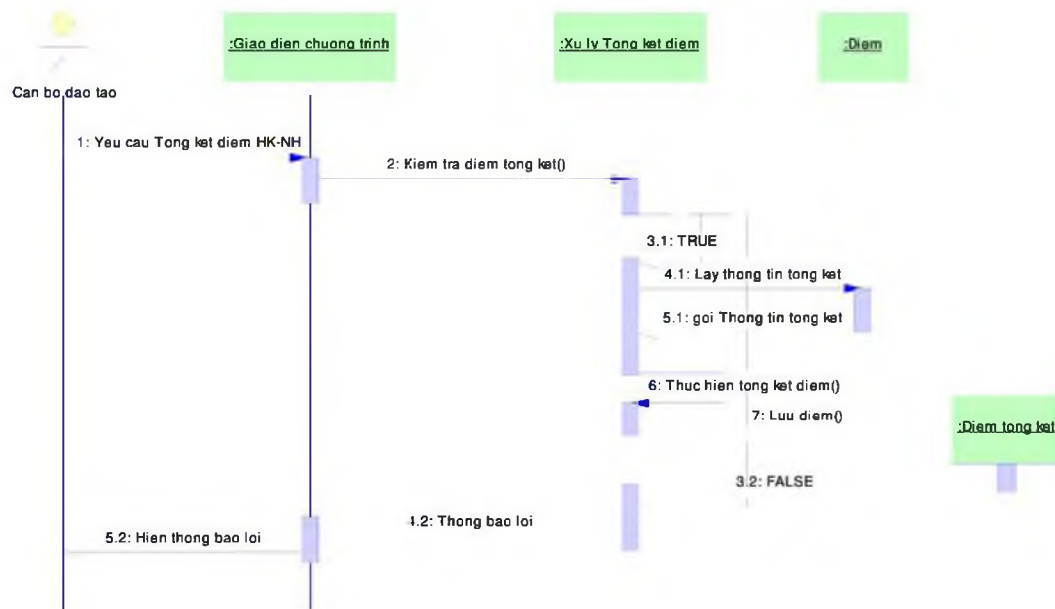 :Giao dien chuong trinh
:Xu ly Tong ket diem
:Diem
Can bo dao tao
1: Yeu cau Tong ket diem HK-NH
2: Kiem tra diem tong ket()
3.1: TRUE
4.1: Lay thong tin tong ket
5.1: goi Thong tin tong ket
6: Thuc hien tong ket diem()
7: Luu diem()
:Diem tong ket
3.2: FALSE
4.2: Thong bao loi
5.2: Hien thong bao loi